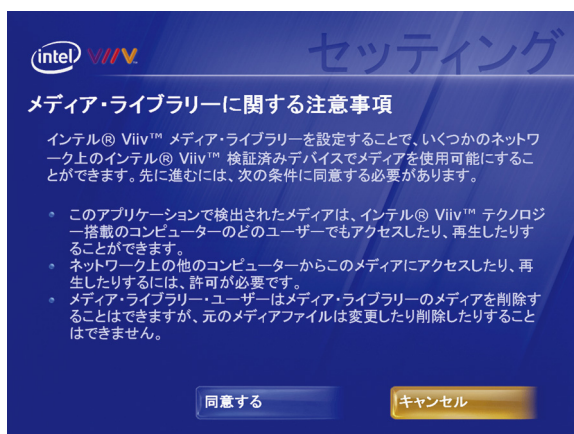 intel VIIV. セッティング
メディア・ライブラリーに関する注意事項
インテル® Viiv™ メディア・ライブラリーを設定することで、いくつかのネットワ
ーク上のインテル® Viiv™ 検証済みデバイスでメディアを使用可能にするこ
とができます。先に進むには、次の条件に同意する必要があります。
• このアプリケーションで検出されたメディアは、インテル® Viiv™ テクノロジ
ー搭載のコンピューターのどのユーザーでもアクセスしたり、再生したりす
ることができます。
• ネットワーク上の他のコンピューターからこのメディアにアクセスしたり、再
生したりするには、許可が必要です。
• メディア・ライブラリー・ユーザーはメディア・ライブラリーのメディアを削除す
ることはできますが、元のメディアファイルは変更したり削除したりすること
はできません。
同意する キャンセル